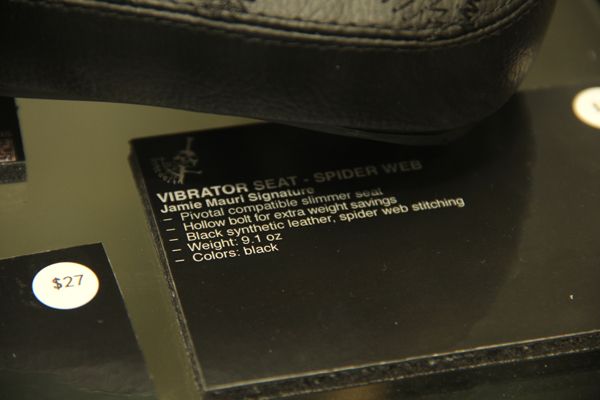 VIBRATOR SEAT - SPIDER WEB
Jamie Mauri Signature
– Pivotal compatible slimmer seat
– Hollow bolt for extra weight savings
– Black synthetic leather, spider web stitching
– Weight: 9.1 oz
– Colors: black
$27